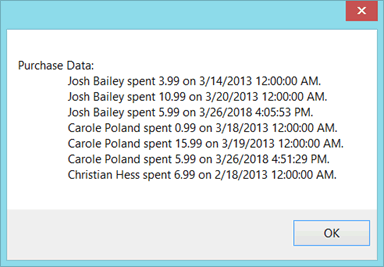 Purchase Data:
Josh Bailey spent 3.99 on 3/14/2013 12:00:00 AM.
Josh Bailey spent 10.99 on 3/20/2013 12:00:00 AM.
Josh Bailey spent 5.99 on 3/26/2018 4:05:53 PM.
Carole Poland spent 0.99 on 3/18/2013 12:00:00 AM.
Carole Poland spent 15.99 on 3/19/2013 12:00:00 AM.
Carole Poland spent 5.99 on 3/26/2018 4:51:29 PM.
Christian Hess spent 6.99 on 2/18/2013 12:00:00 AM.
OK